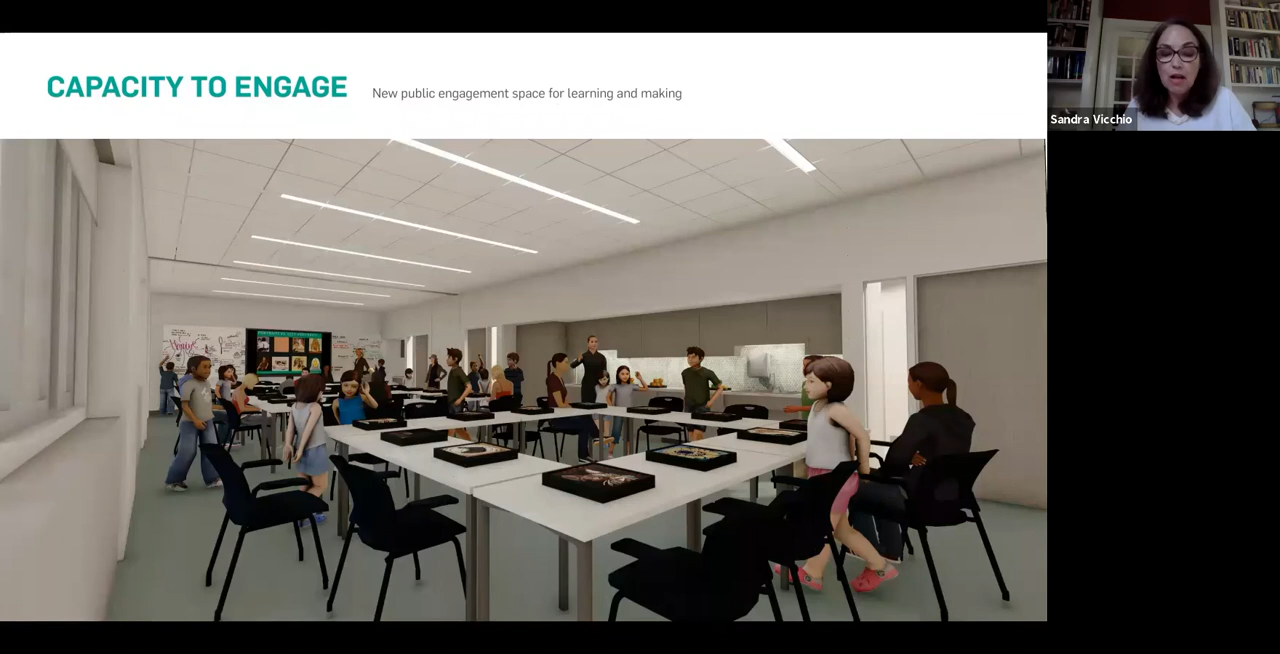 CAPACITY TO ENGAGE
New public engagement space for learning and making
Sandra Vicchio